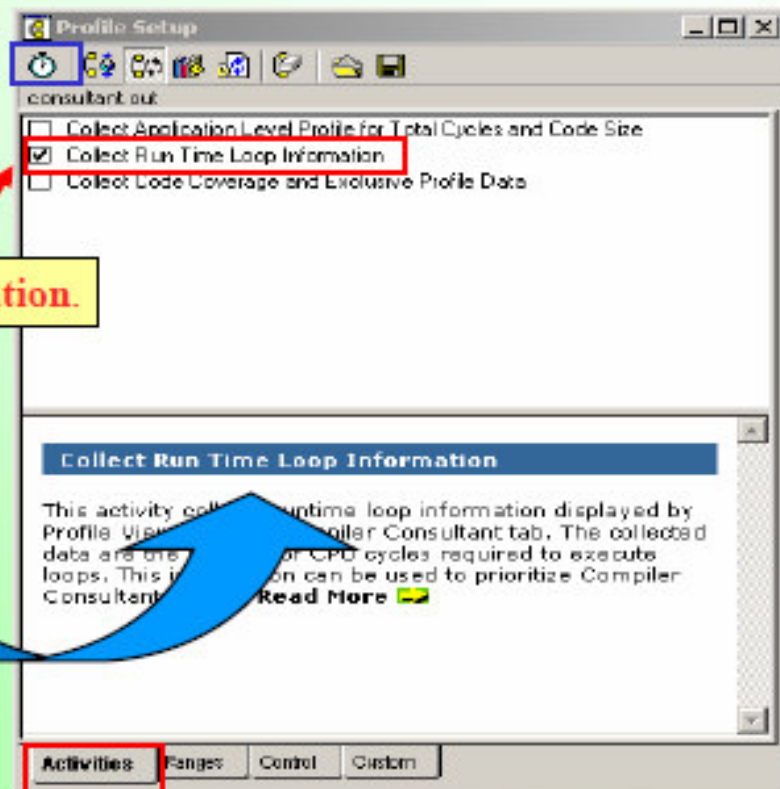 Profile Setup
consultant out
Collect Application Level Profile for Total Cycles and Code Size
Collect Run Time Loop Information
Collect Code Coverage and Exclusive Profile Data
tion.
Collect Run Time Loop Information
This activity untime loop information displayed by
Profile Vie piler Consultant tab. The collected
data are the or CPU cycles required to execute
loops. This i on can be used to prioritize Compiler
Consultant Read More
Activities Ranges Control Custom